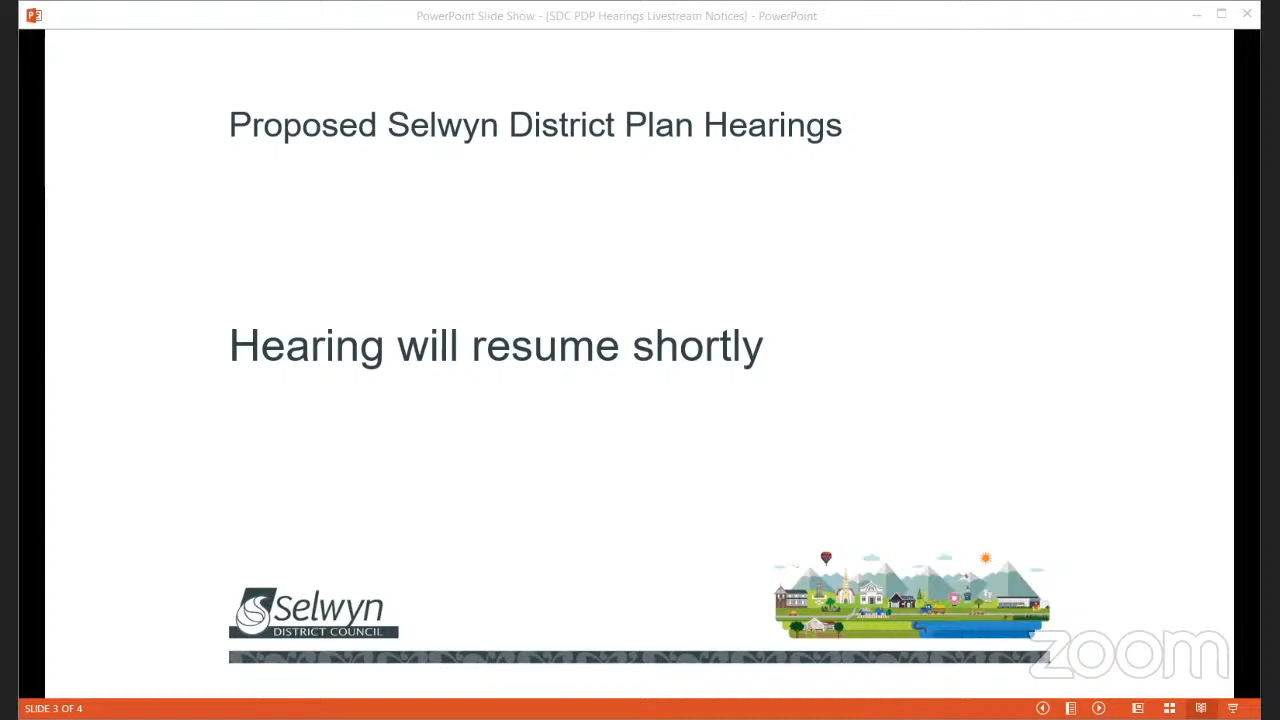 PowerPoint Slide Show - [SDC PDP Hearings Livestream Notices] - PowerPoint
Proposed Selwyn District Plan Hearings
Hearing will resume shortly
Selwyn
DISTRICT COUNCIL
zoom
SLIDE 3 OF 4